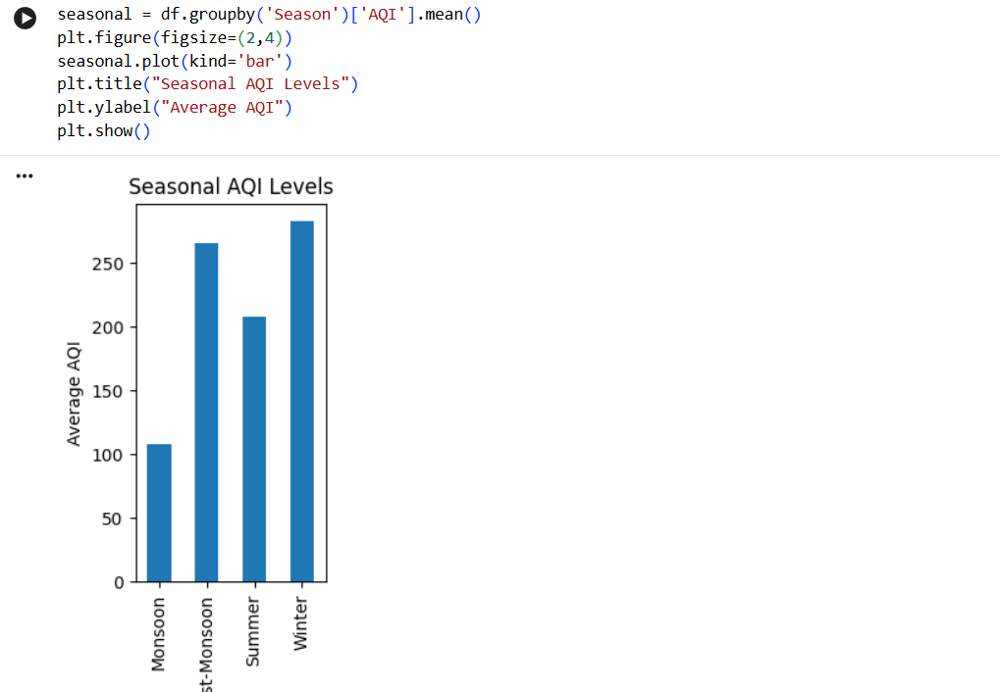 seasonal = df.groupby('Season')['AQI'].mean()
plt.figure(figsize=(2,4))
seasonal.plot(kind='bar')
plt.title("Seasonal AQI Levels")
plt.ylabel("Average AQI")
plt.show()
...
Seasonal AQI Levels
Average AQI
250
200
150
100
50
0
Monsoon
st-Monsoon
Summer
Winter